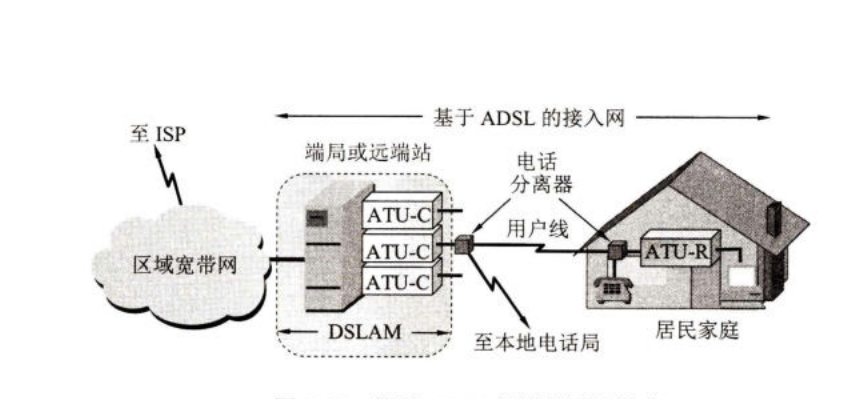 基于 ADSL 的接入网
至 ISP
端局或远端站
电话
分离器
ATU-C
用户线
ATU-C
ATU-R
区域宽带网
ATU-C
DSLAM
至本地电话局
居民家庭